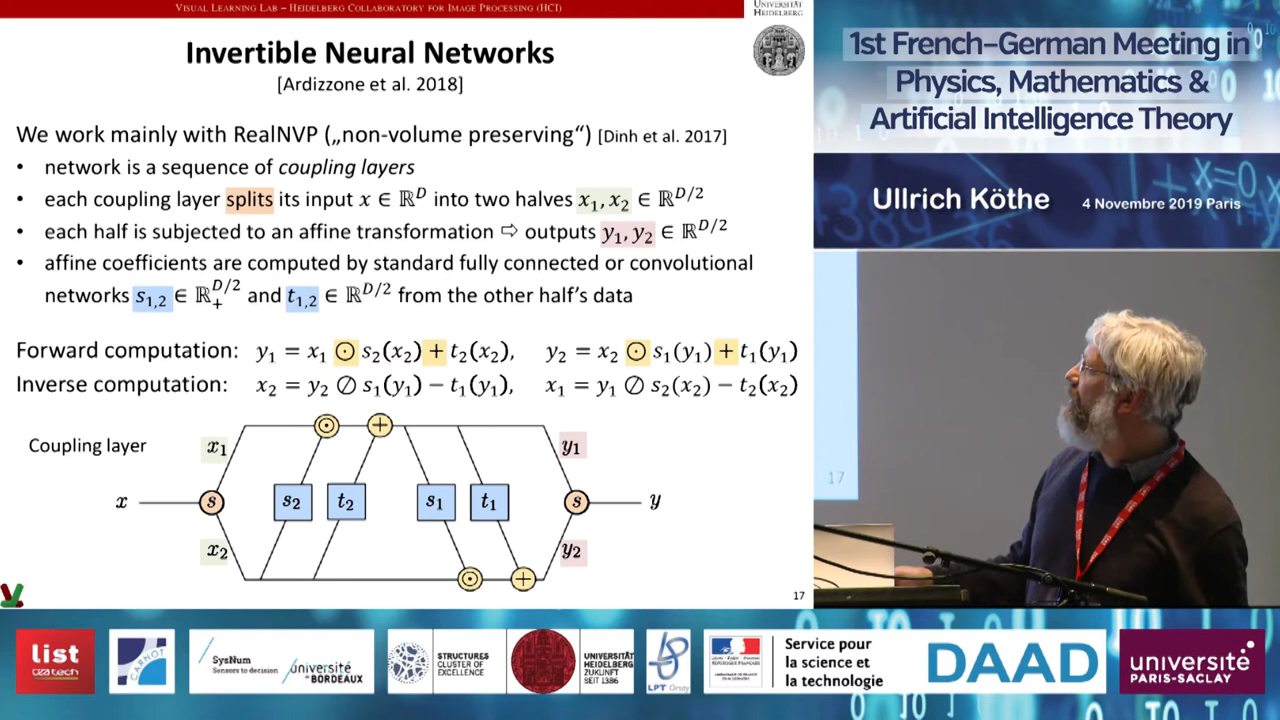 VISUAL LEARNING LAB – HEIDELBERG COLLABORATORY FOR IMAGE PROCESSING (HCI)
UNIVERSITÄT
HEIDELBERG
Invertible Neural Networks
[Ardizzone et al. 2018]
We work mainly with RealNVP („non-volume preserving“) [Dinh et al. 2017]
• network is a sequence of coupling layers
• each coupling layer splits its input x ∈ ℝ^D into two halves x₁, x₂ ∈ ℝ^{D/2}
• each half is subjected to an affine transformation ⇨ outputs y₁, y₂ ∈ ℝ^{D/2}
• affine coefficients are computed by standard fully connected or convolutional
networks s₁,₂ ∈ ℝ₊^{D/2} and t₁,₂ ∈ ℝ^{D/2} from the other half's data
Forward computation: y₁ = x₁ ⊙ s₂(x₂) + t₂(x₂), y₂ = x₂ ⊙ s₁(y₁) + t₁(y₁)
Inverse computation: x₂ = y₂ ⊘ s₁(y₁) − t₁(y₁), x₁ = y₁ ⊘ s₂(x₂) − t₂(x₂)
Coupling layer
x₁ ⊙ + y₁
x s s₂ t₂ s₁ t₁ s y
x₂ ⊙ + y₂
17
1st French–German Meeting in
Physics, Mathematics &
Artificial Intelligence Theory
Ullrich Köthe 4 Novembre 2019 Paris
17
list
ceatech
CARNOT
SysNum
Sensors to decision
université
de BORDEAUX
STRUCTURES
CLUSTER OF
EXCELLENCE
UNIVERSITÄT
HEIDELBERG
ZUKUNFT
SEIT 1386
LPT Orsay
Service pour
la science et
la technologie
DAAD
université
PARIS-SACLAY